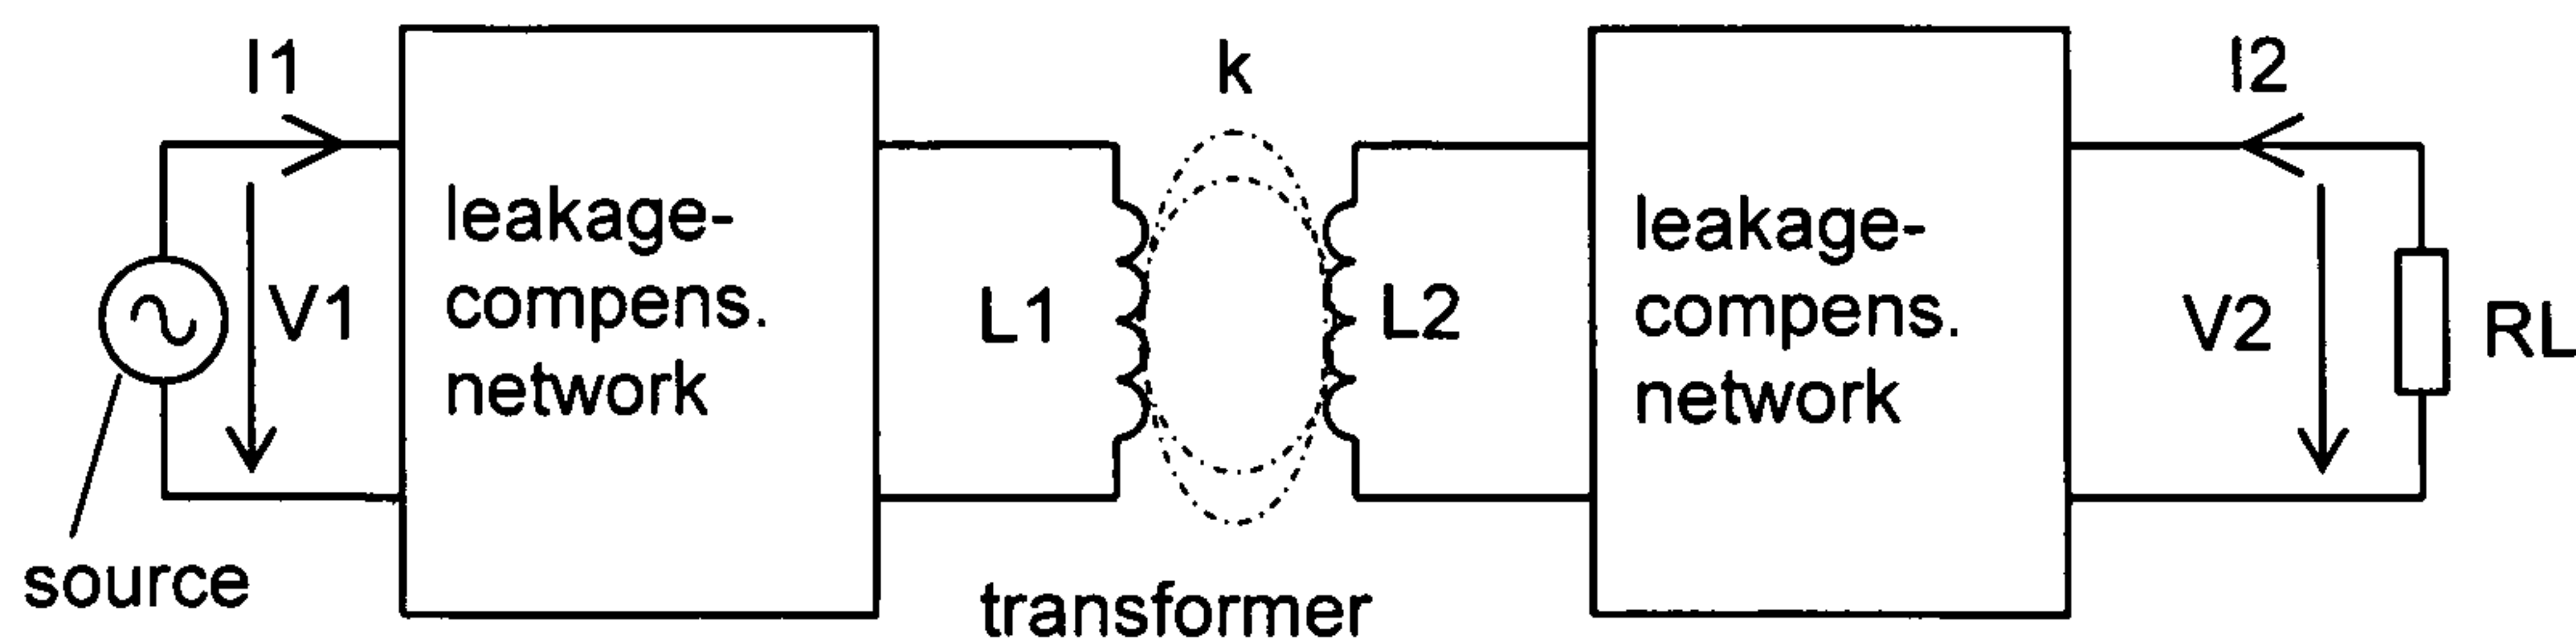 I1
k
I2
leakage-
compens.
network
leakage-
compens.
network
V1
L1
L2
V2
RL
source
transformer